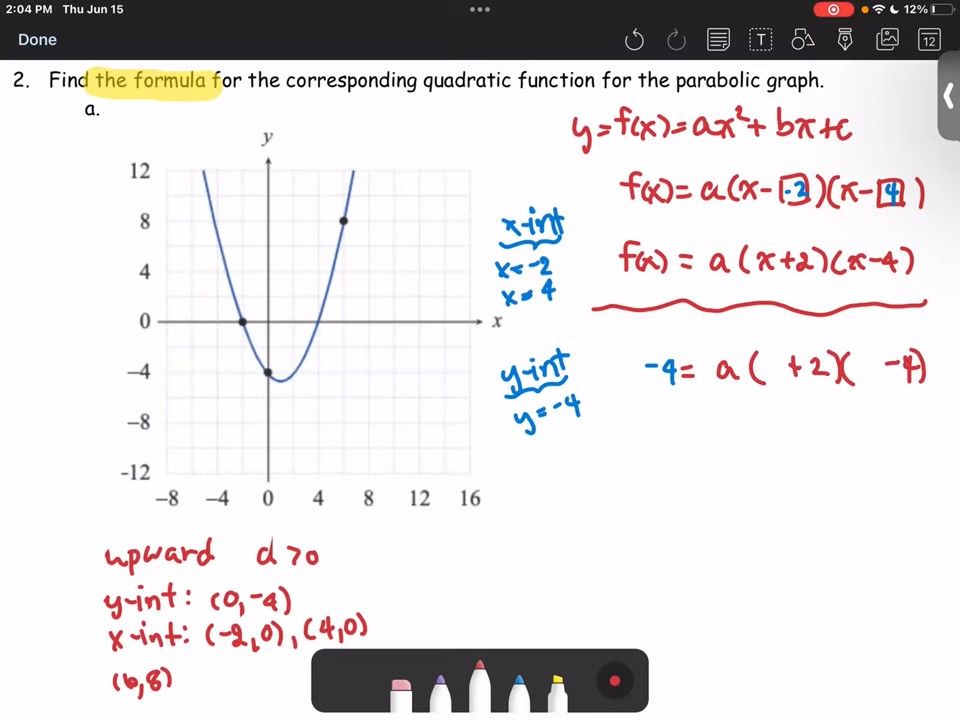 2:04 PM Thu Jun 15
12%
Done
T
12
2. Find the formula for the corresponding quadratic function for the parabolic graph.
a.
y = f(x) = ax² + bx + c
f(x) = a(x - -2)(x - 4)
f(x) = a(x+2)(x-4)
x-int
x = -2
x = 4
y-int
y = -4
-4 = a( +2)( -4)
y
12
8
4
0
x
–4
–8
-12
–8 –4 0 4 8 12 16
upward a > 0
y-int: (0,-4)
x-int: (-2,0), (4,0)
(6,8)